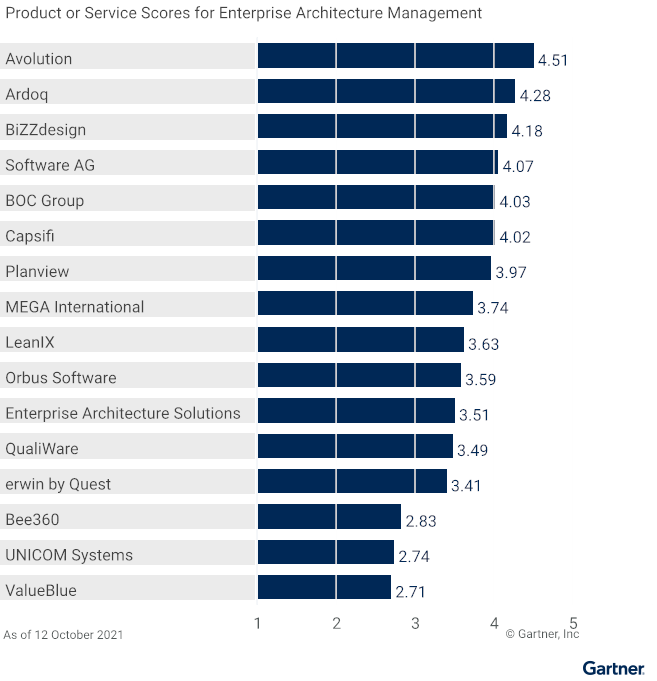 Product or Service Scores for Enterprise Architecture Management
Avolution 4.51
Ardoq 4.28
BiZZdesign 4.18
Software AG 4.07
BOC Group 4.03
Capsifi 4.02
Planview 3.97
MEGA International 3.74
LeanIX 3.63
Orbus Software 3.59
Enterprise Architecture Solutions 3.51
QualiWare 3.49
erwin by Quest 3.41
Bee360 2.83
UNICOM Systems 2.74
ValueBlue 2.71
1 2 3 4 5
As of 12 October 2021 © Gartner, Inc
Gartner